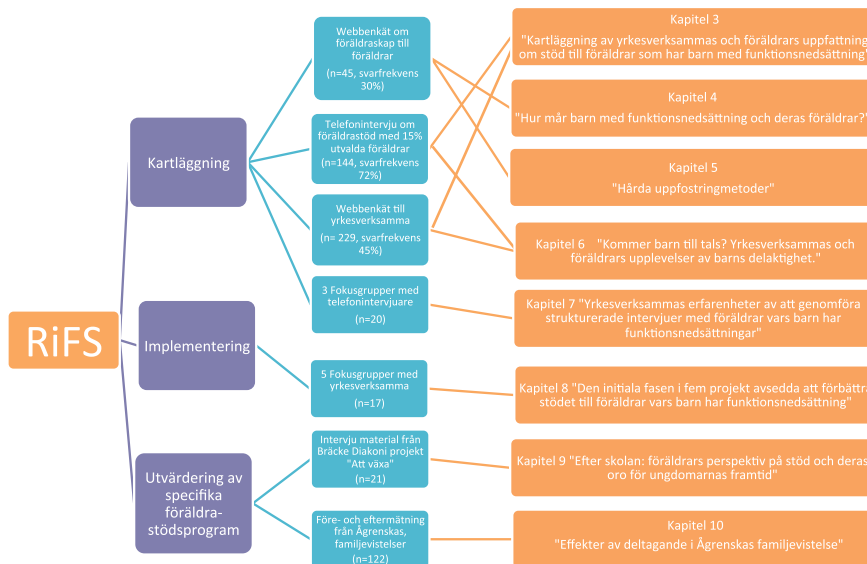 RiFS
Kartläggning
Implementering
Utvärdering av
specifika
föräldra-
stödsprogram
Webbenkät om
föräldraskap till
föräldrar
(n=45, svarfrekvens
30%)
Telefonintervju om
föräldrastöd med 15%
utvalda föräldrar
(n=144, svarfrekvens
72%)
Webbenkät till
yrkesverksamma
(n= 229, svarfrekvens
45%)
3 Fokusgrupper med
telefonintervjuare
(n=20)
5 Fokusgrupper med
yrkesverksamma
(n=17)
Intervju material från
Bräcke Diakoni projekt
"Att växa"
(n=21)
Före- och eftermätning
från Ågrenskas,
familjevistelser
(n=122)
Kapitel 3
"Kartläggning av yrkesverksammas och föräldrars uppfattning
om stöd till föräldrar som har barn med funktionsnedsättning"
Kapitel 4
"Hur mår barn med funktionsnedsättning och deras föräldrar?"
Kapitel 5
"Hårda uppfostringmetoder"
Kapitel 6 "Kommer barn till tals? Yrkesverksammas och
föräldrars upplevelser av barns delaktighet."
Kapitel 7 "Yrkesverksammas erfarenheter av att genomföra
strukturerade intervjuer med föräldrar vars barn har
funktionsnedsättningar"
Kapitel 8 "Den initiala fasen i fem projekt avsedda att förbättra
stödet till föräldrar vars barn har funktionsnedsättning"
Kapitel 9 "Efter skolan: föräldrars perspektiv på stöd och deras
oro för ungdomarnas framtid"
Kapitel 10
"Effekter av deltagande i Ågrenskas familjevistelse"